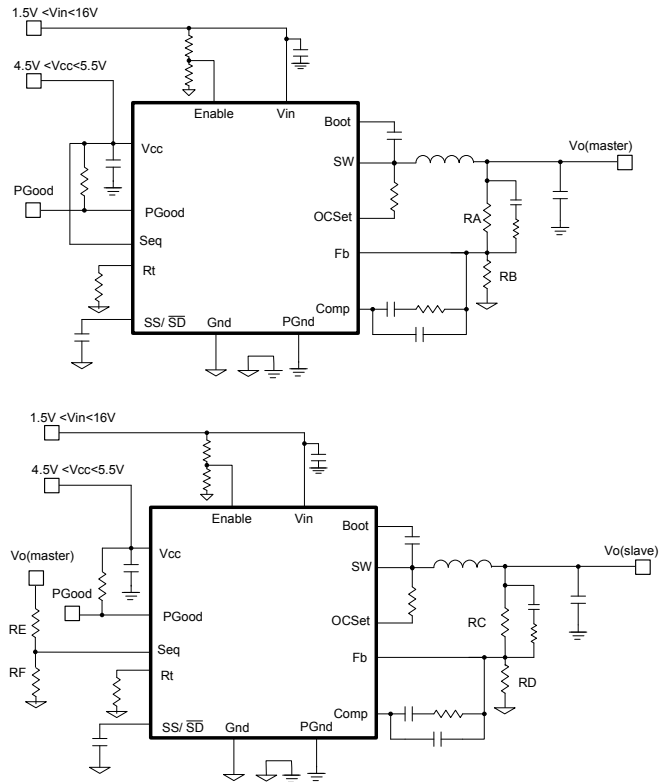 1.5V <Vin<16V
4.5V <Vcc<5.5V
Enable
Vin
Boot
Vcc
SW
Vo(master)
PGood
PGood
OCSet
RA
Seq
Fb
Rt
RB
Comp
SS/ SD
Gnd
PGnd
1.5V <Vin<16V
4.5V <Vcc<5.5V
Enable
Vin
Boot
Vo(master)
Vcc
SW
Vo(slave)
PGood
PGood
RE
OCSet
RC
Seq
Fb
RF
Rt
RD
Comp
SS/ SD
Gnd
PGnd